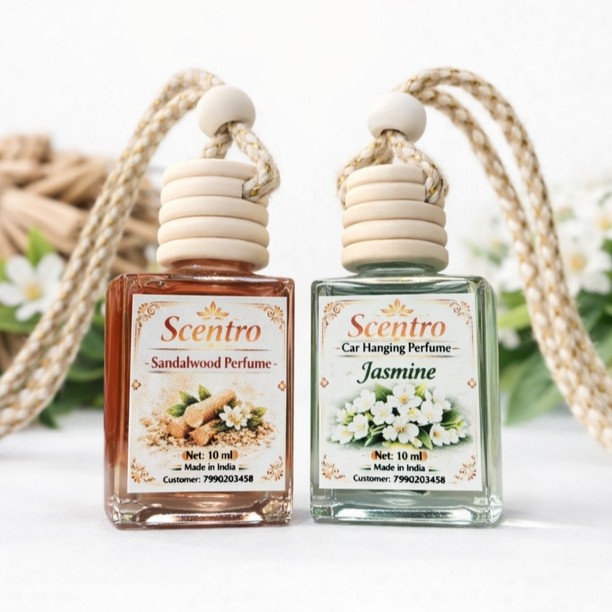 Scentro
- Sandalwood Perfume -
Net: 10 ml
Made in India
Customer: 7990203458
Scentro
Car Hanging Perfume
Jasmine
Net: 10 ml
Made in India
Customer: 7990203458